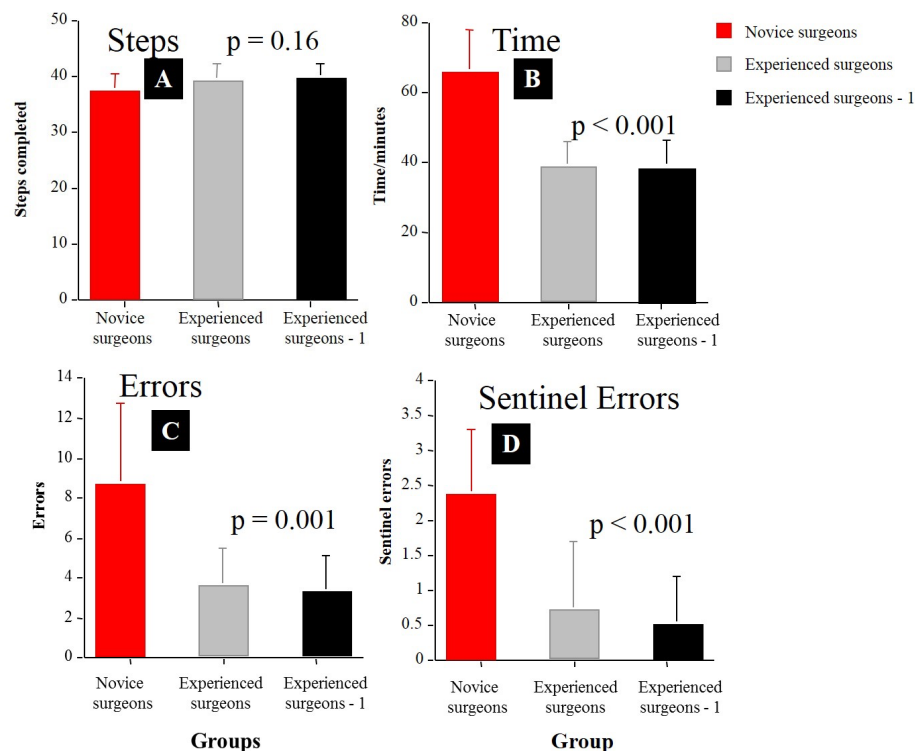 Steps
A
p = 0.16
50
40
30
20
10
0
Steps completed
Novice
surgeons
Experienced
surgeons
Experienced
surgeons - 1
Time
B
p < 0.001
80
60
40
20
0
Time/minutes
Novice
surgeons
Experienced
surgeons
Experienced
surgeons - 1
Novice surgeons
Experienced surgeons
Experienced surgeons - 1
Errors
C
p = 0.001
14
12
10
8
6
4
2
0
Errors
Novice
surgeons
Experienced
surgeons
Experienced
surgeons - 1
Groups
Sentinel Errors
D
p < 0.001
4
3.5
3
2.5
2
1.5
1
0.5
0
Sentinel errors
Novice
surgeons
Experienced
surgeons
Experienced
surgeons - 1
Group